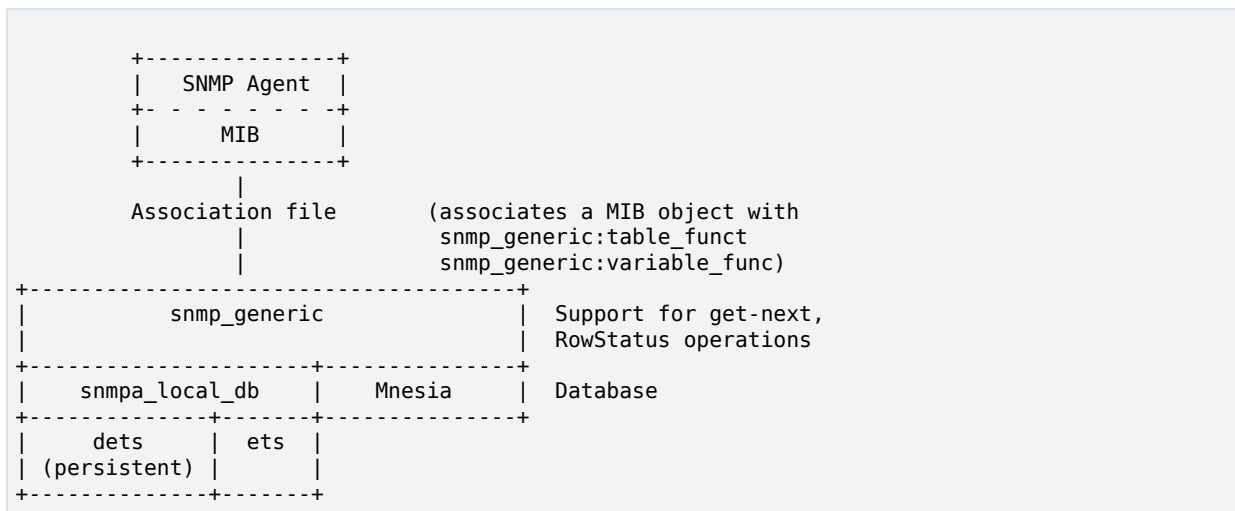 +---------------+
| SNMP Agent |
+- - - - - - - -+
| MIB |
+---------------+
|
Association file (associates a MIB object with
| snmp_generic:table_funct
| snmp_generic:variable_func)
+--------------------------------------+
| snmp_generic | Support for get-next,
| | RowStatus operations
+----------------------+---------------+
| snmpa_local_db | Mnesia | Database
+--------------+-------+---------------+
| dets | ets |
| (persistent) | |
+--------------+-------+